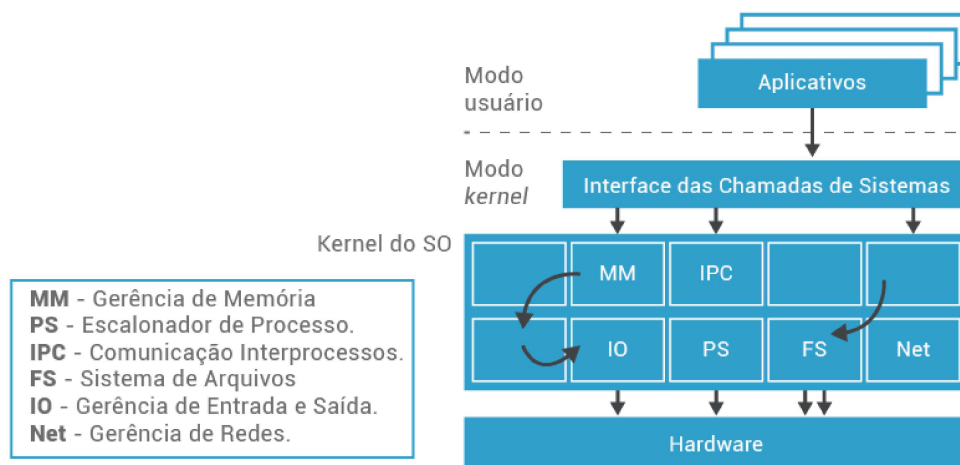 Modo
usuário
Aplicativos
Modo
kernel
Interface das Chamadas de Sistemas
Kernel do SO
MM
IPC
IO
PS
FS
Net
Hardware
MM - Gerência de Memória
PS - Escalonador de Processo.
IPC - Comunicação Interprocessos.
FS - Sistema de Arquivos
IO - Gerência de Entrada e Saída.
Net - Gerência de Redes.